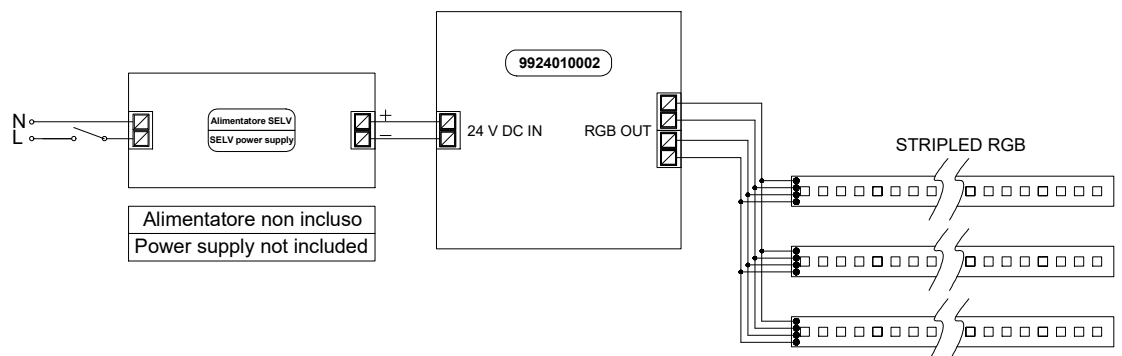 N
L
Alimentatore SELV
SELV power supply
+
−
Alimentatore non incluso
Power supply not included
9924010002
24 V DC IN
RGB OUT
STRIPLED RGB